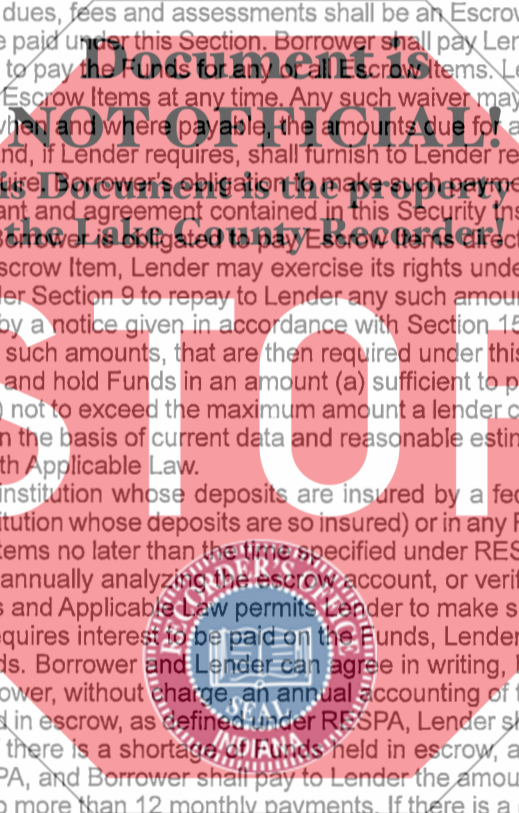 dues, fees and assessments shall be an Escrow
e paid under this Section. Borrower shall pay Len
to pay the Funds for any or all Escrow Items. L
Document is
Escrow Items at any time. Any such waiver may
when and where payable, the amounts due for a
NOT OFFICIAL!
nd, if Lender requires, shall furnish to Lender re
uire. Borrower's obligation to make such payme
is Document is the property
ant and agreement contained in this Security Ins
the Lake County Recorder!
Borrower is obligated to pay Escrow Items direct
scrow Item, Lender may exercise its rights unde
er Section 9 to repay to Lender any such amoun
by a notice given in accordance with Section 15
such amounts, that are then required under this
STOP
and hold Funds in an amount (a) sufficient to p
) not to exceed the maximum amount a lender c
n the basis of current data and reasonable estin
th Applicable Law.
institution whose deposits are insured by a fed
itution whose deposits are so insured) or in any F
tems no later than the time specified under RES
annually analyzing the escrow account, or verif
RECORDER'S OFFICE
s and Applicable Law permits Lender to make s
equires interest to be paid on the Funds, Lender
ds. Borrower and Lender can agree in writing,
ower, without charge, an annual accounting of t
SEAL
d in escrow, as defined under RESPA, Lender sh
INDIANA
there is a shortage of Funds held in escrow, a
PA, and Borrower shall pay to Lender the amou
o more than 12 monthly payments. If there is a